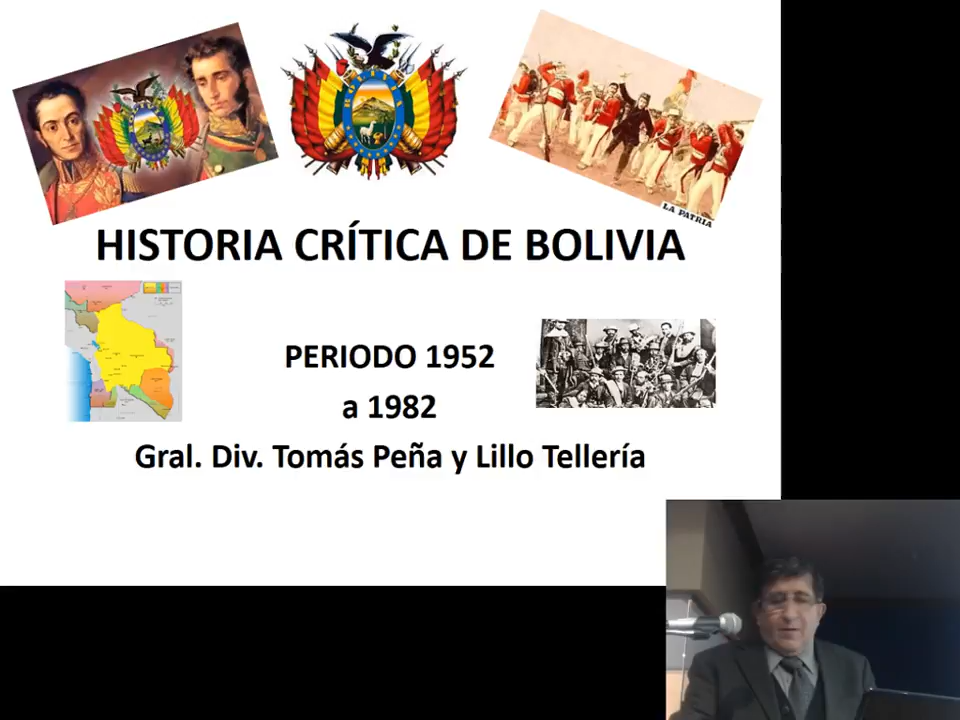 LA PATRIA
HISTORIA CRÍTICA DE BOLIVIA
PERIODO 1952
a 1982
Gral. Div. Tomás Peña y Lillo Tellería